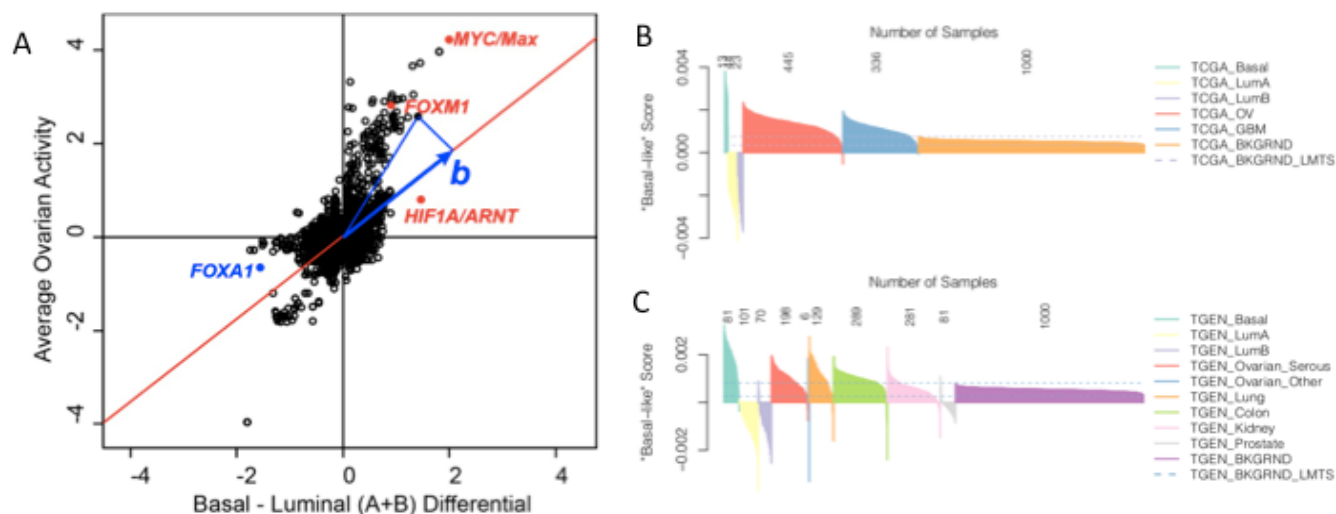 A
Average Ovarian Activity
4
2
0
-2
-4
MYC/Max
FOXM1
b
HIF1A/ARNT
FOXA1
-4 -2 0 2 4
Basal - Luminal (A+B) Differential
B
Number of Samples
13
23
445
336
1000
"Basal-like" Score
0.004
0.000
-0.004
TCGA_Basal
TCGA_LumA
TCGA_LumB
TCGA_OV
TCGA_GBM
TCGA_BKGRND
TCGA_BKGRND_LMTS
C
Number of Samples
81
101
70
198
6
129
289
281
81
1000
"Basal-like" Score
0.002
-0.002
TGEN_Basal
TGEN_LumA
TGEN_LumB
TGEN_Ovarian_Serous
TGEN_Ovarian_Other
TGEN_Lung
TGEN_Colon
TGEN_Kidney
TGEN_Prostate
TGEN_BKGRND
TGEN_BKGRND_LMTS